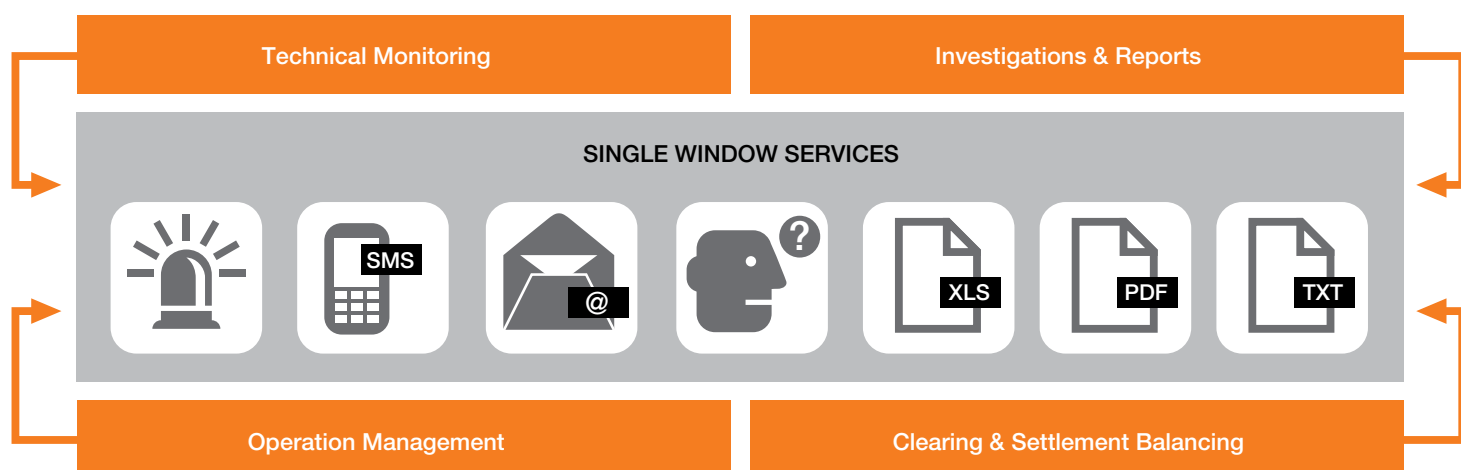 Technical Monitoring
Investigations & Reports
SINGLE WINDOW SERVICES
SMS
@
?
XLS
PDF
TXT
Operation Management
Clearing & Settlement Balancing